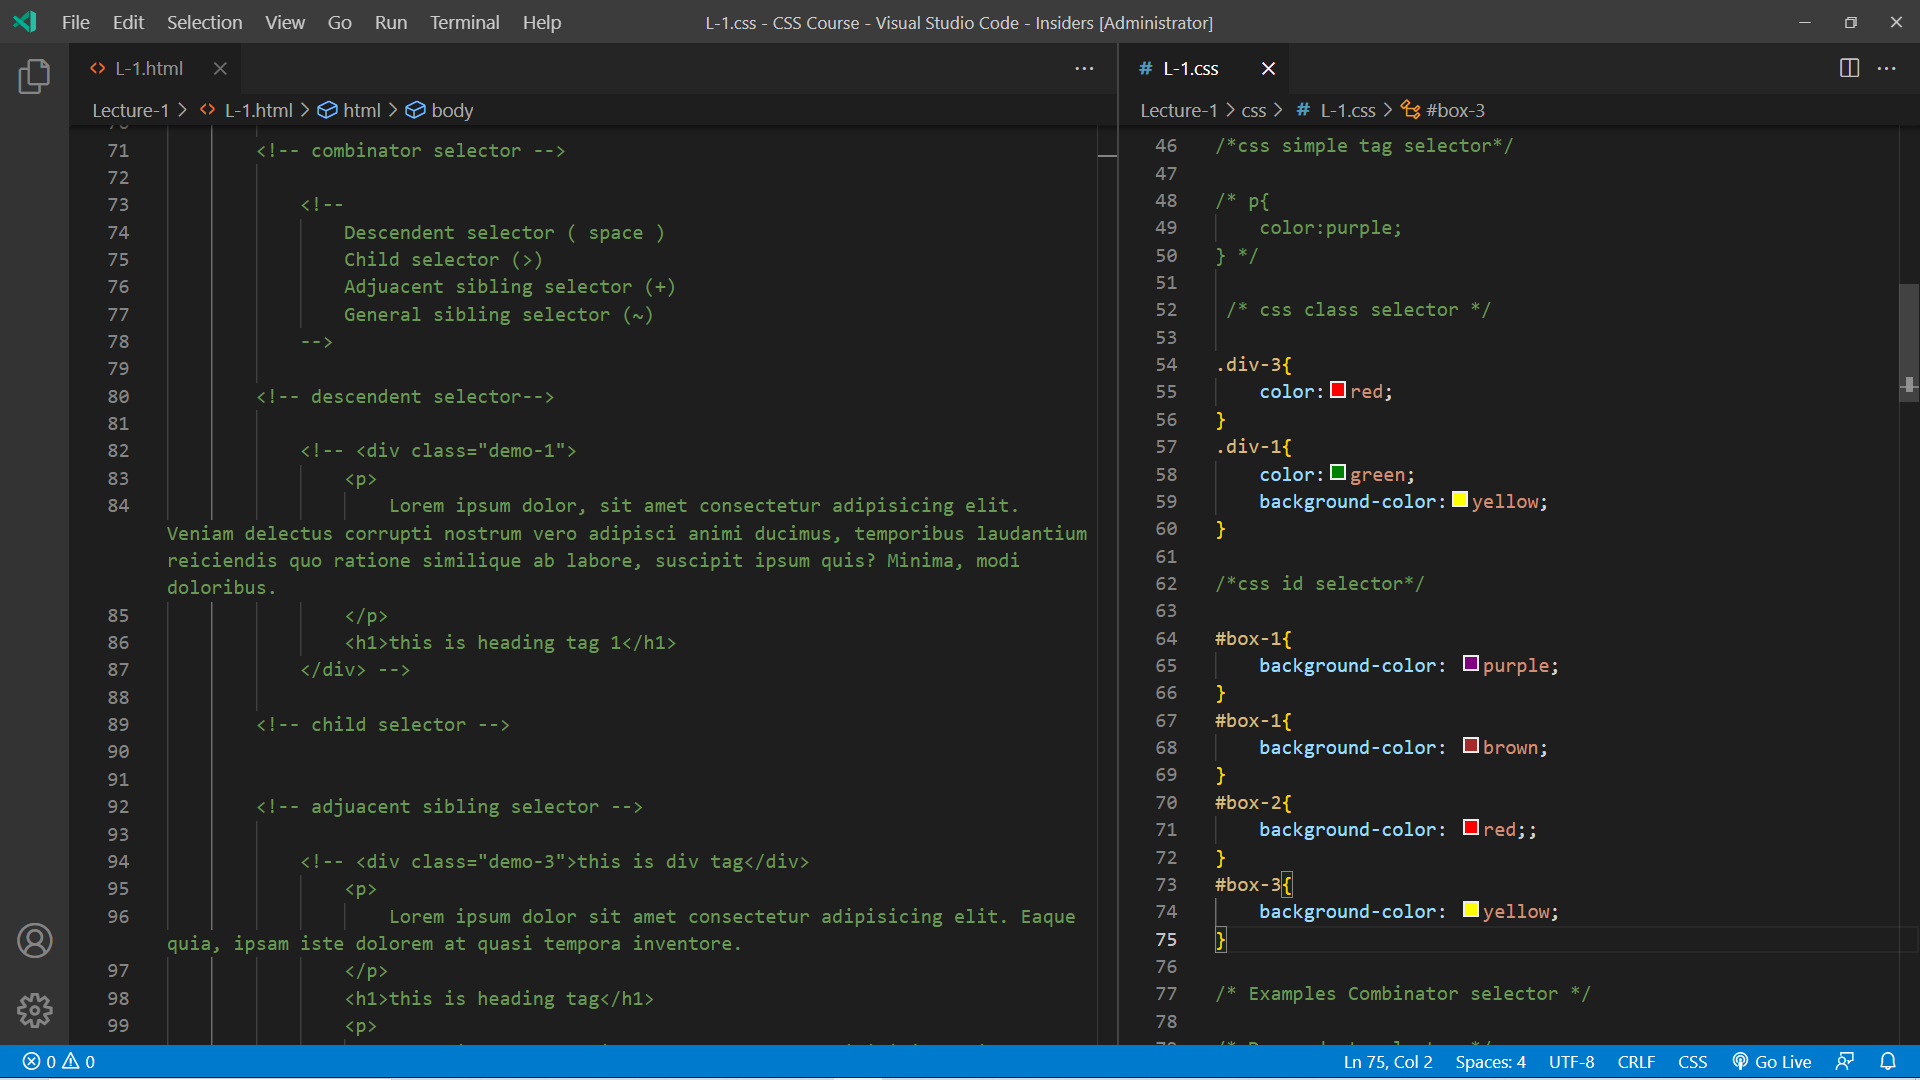 File Edit Selection View Go Run Terminal Help
L-1.css - CSS Course - Visual Studio Code - Insiders [Administrator]
L-1.html
Lecture-1 > L-1.html > html > body
71 <!-- combinator selector -->
72
73 <!--
74 Descendent selector ( space )
75 Child selector (>)
76 Adjuacent sibling selector (+)
77 General sibling selector (~)
78 -->
79
80 <!-- descendent selector-->
81
82 <!-- <div class="demo-1">
83 <p>
84 Lorem ipsum dolor, sit amet consectetur adipisicing elit.
Veniam delectus corrupti nostrum vero adipisci animi ducimus, temporibus laudantium
reiciendis quo ratione similique ab labore, suscipit ipsum quis? Minima, modi
doloribus.
85 </p>
86 <h1>this is heading tag 1</h1>
87 </div> -->
88
89 <!-- child selector -->
90
91
92 <!-- adjuacent sibling selector -->
93
94 <!-- <div class="demo-3">this is div tag</div>
95 <p>
96 Lorem ipsum dolor sit amet consectetur adipisicing elit. Eaque
quia, ipsam iste dolorem at quasi tempora inventore.
97 </p>
98 <h1>this is heading tag</h1>
99 <p>
# L-1.css
Lecture-1 > css > # L-1.css > #box-3
46 /*css simple tag selector*/
47
48 /* p{
49 color:purple;
50 } */
51
52 /* css class selector */
53
54 .div-3{
55 color: red;
56 }
57 .div-1{
58 color: green;
59 background-color: yellow;
60 }
61
62 /*css id selector*/
63
64 #box-1{
65 background-color: purple;
66 }
67 #box-1{
68 background-color: brown;
69 }
70 #box-2{
71 background-color: red;;
72 }
73 #box-3{
74 background-color: yellow;
75 }
76
77 /* Examples Combinator selector */
78
0 0
Ln 75, Col 2 Spaces: 4 UTF-8 CRLF CSS Go Live